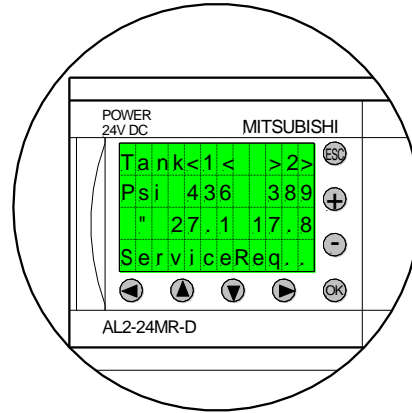 POWER
24V DC
MITSUBISHI
Tank<1< >2>
Psi 436 389
" 27.1 17.8
ServiceReq..
ESC
+
-
OK
AL2-24MR-D